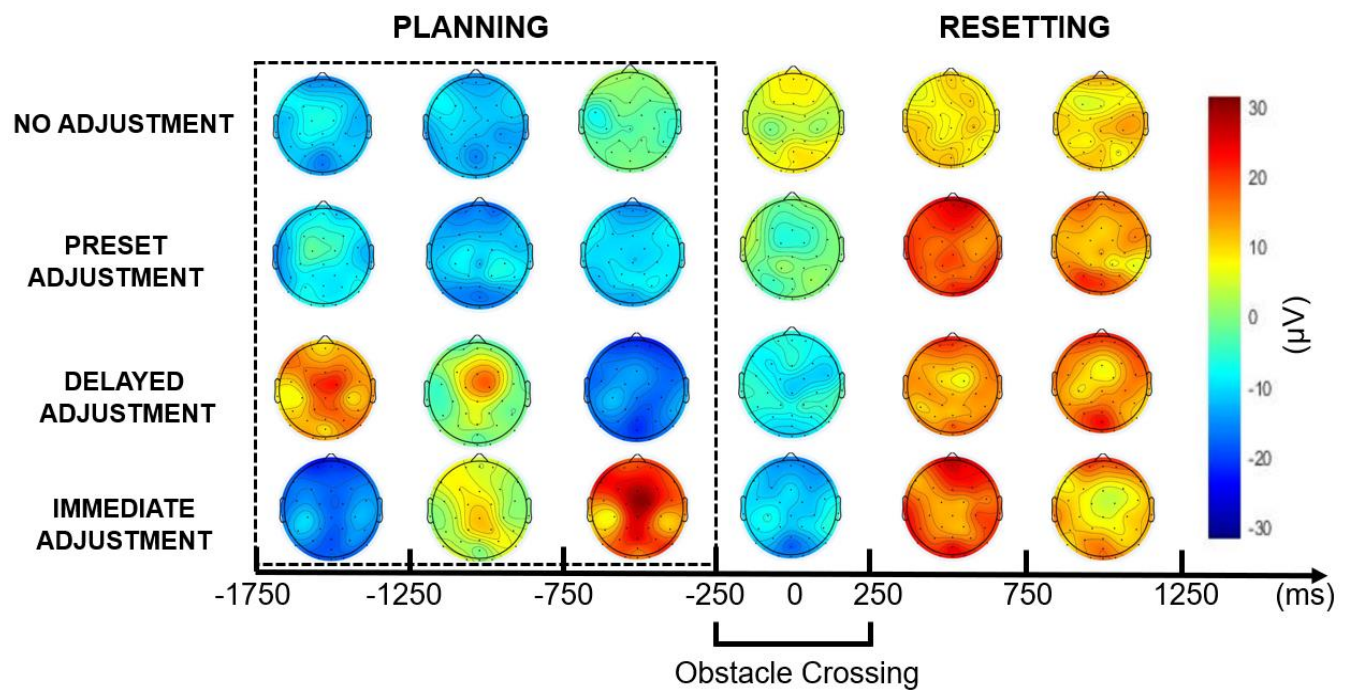 PLANNING
RESETTING
NO ADJUSTMENT
PRESET
ADJUSTMENT
DELAYED
ADJUSTMENT
IMMEDIATE
ADJUSTMENT
30
20
10
0
-10
-20
-30
(µV)
-1750 -1250 -750 -250 0 250 750 1250 (ms)
Obstacle Crossing